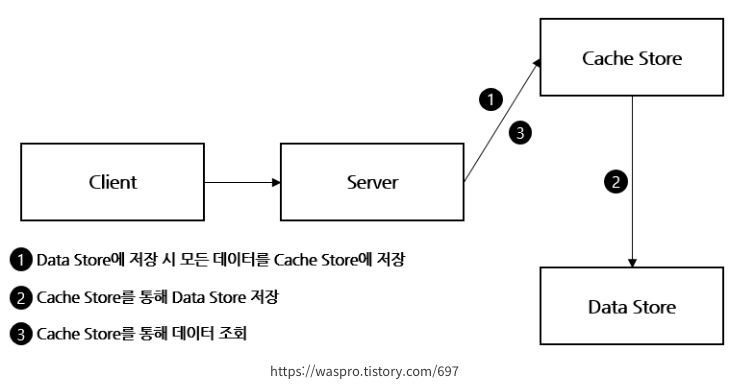 Cache Store
1
3
Client
Server
2
1 Data Store에 저장 시 모든 데이터를 Cache Store에 저장
2 Cache Store를 통해 Data Store 저장
Data Store
3 Cache Store를 통해 데이터 조회
https://waspro.tistory.com/697